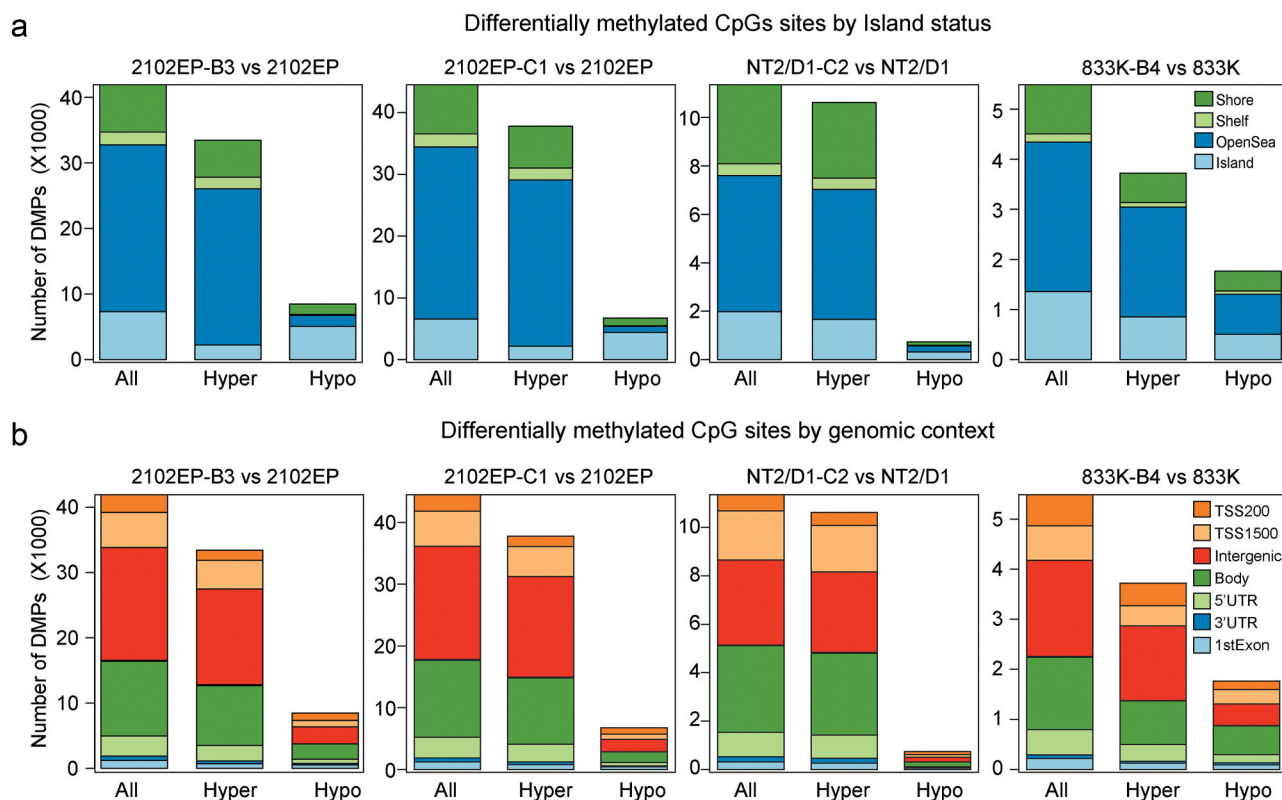 a
Differentially methylated CpGs sites by Island status
2102EP-B3 vs 2102EP
2102EP-C1 vs 2102EP
NT2/D1-C2 vs NT2/D1
833K-B4 vs 833K
Number of DMPs (X1000)
40
30
20
10
0
40
30
20
10
0
10
8
6
4
2
0
5
4
3
2
1
0
Shore
Shelf
OpenSea
Island
All Hyper Hypo
All Hyper Hypo
All Hyper Hypo
All Hyper Hypo
b
Differentially methylated CpG sites by genomic context
2102EP-B3 vs 2102EP
2102EP-C1 vs 2102EP
NT2/D1-C2 vs NT2/D1
833K-B4 vs 833K
Number of DMPs (X1000)
40
30
20
10
0
40
30
20
10
0
10
8
6
4
2
0
5
4
3
2
1
0
TSS200
TSS1500
Intergenic
Body
5'UTR
3'UTR
1stExon
All Hyper Hypo
All Hyper Hypo
All Hyper Hypo
All Hyper Hypo